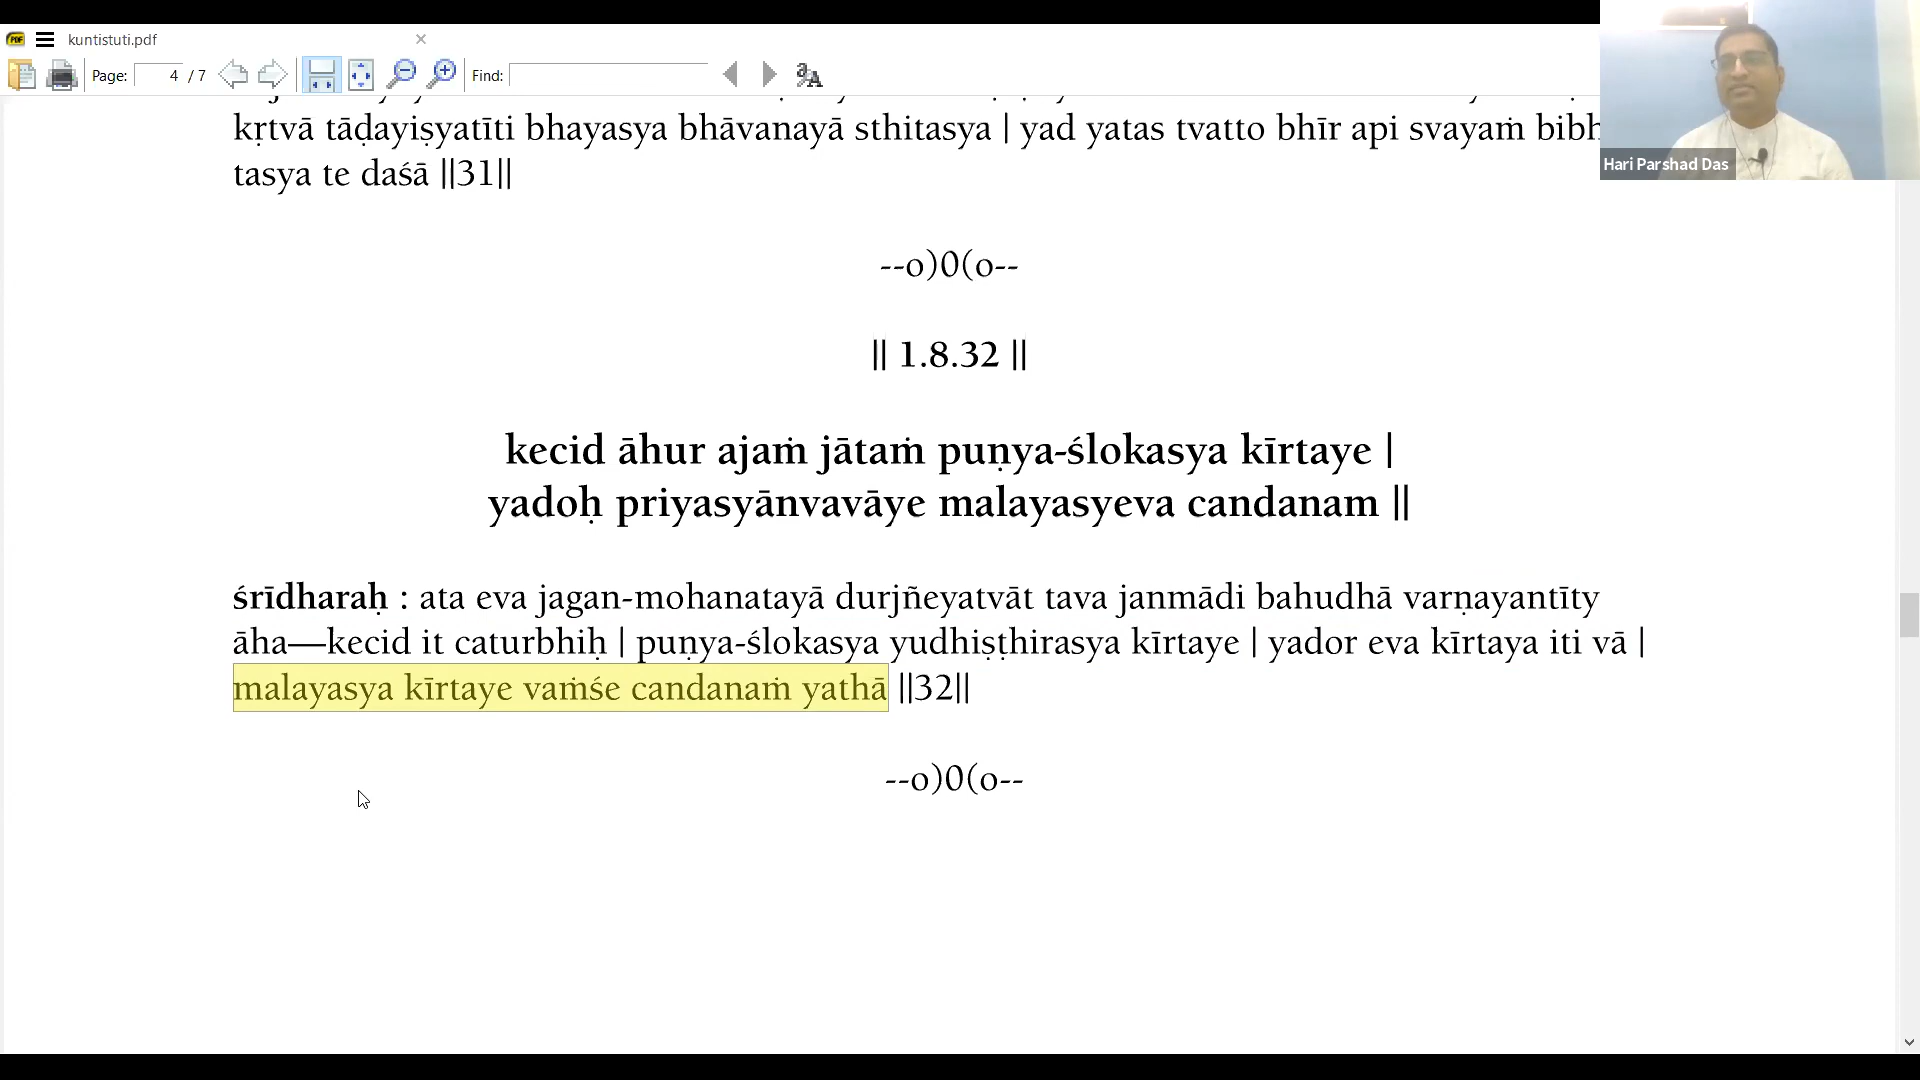 kuntistuti.pdf
Page: 4 / 7 Find:
Hari Parshad Das
kṛtvā tāḍayiṣyatīti bhayasya bhāvanayā sthitasya | yad yatas tvatto bhīr api svayaṁ
tasya te daśā ||31||
--o)0(o--
|| 1.8.32 ||
kecid āhur ajaṁ jātaṁ puṇya-ślokasya kīrtaye |
yadoḥ priyasyānvavāye malayasyeva candanam ||
śrīdharaḥ : ata eva jagan-mohanatayā durjñeyatvāt tava janmādi bahudhā varṇayantīty
āha—kecid it caturbhiḥ | puṇya-ślokasya yudhiṣṭhirasya kīrtaye | yador eva kīrtaya iti vā |
malayasya kīrtaye vaṁśe candanaṁ yathā ||32||
--o)0(o--